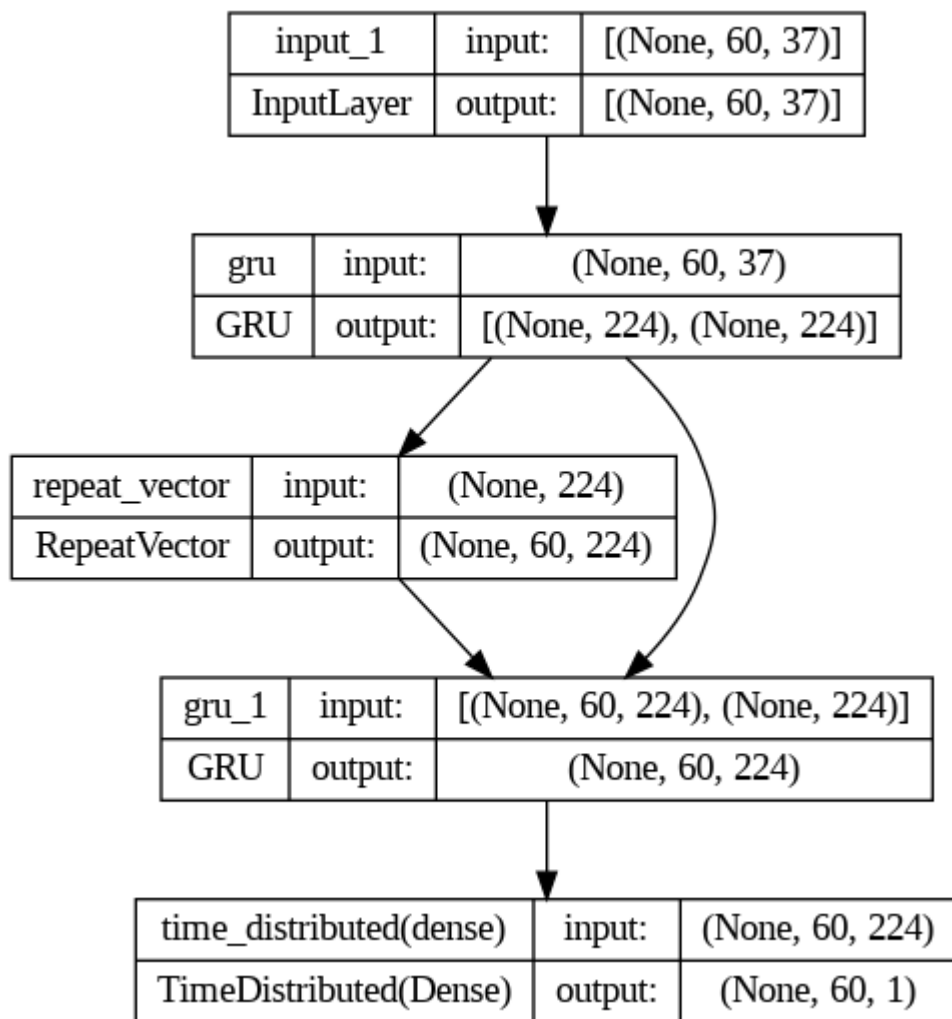 input_1 input: [(None, 60, 37)]
InputLayer output: [(None, 60, 37)]
gru input: (None, 60, 37)
GRU output: [(None, 224), (None, 224)]
repeat_vector input: (None, 224)
RepeatVector output: (None, 60, 224)
gru_1 input: [(None, 60, 224), (None, 224)]
GRU output: (None, 60, 224)
time_distributed(dense) input: (None, 60, 224)
TimeDistributed(Dense) output: (None, 60, 1)